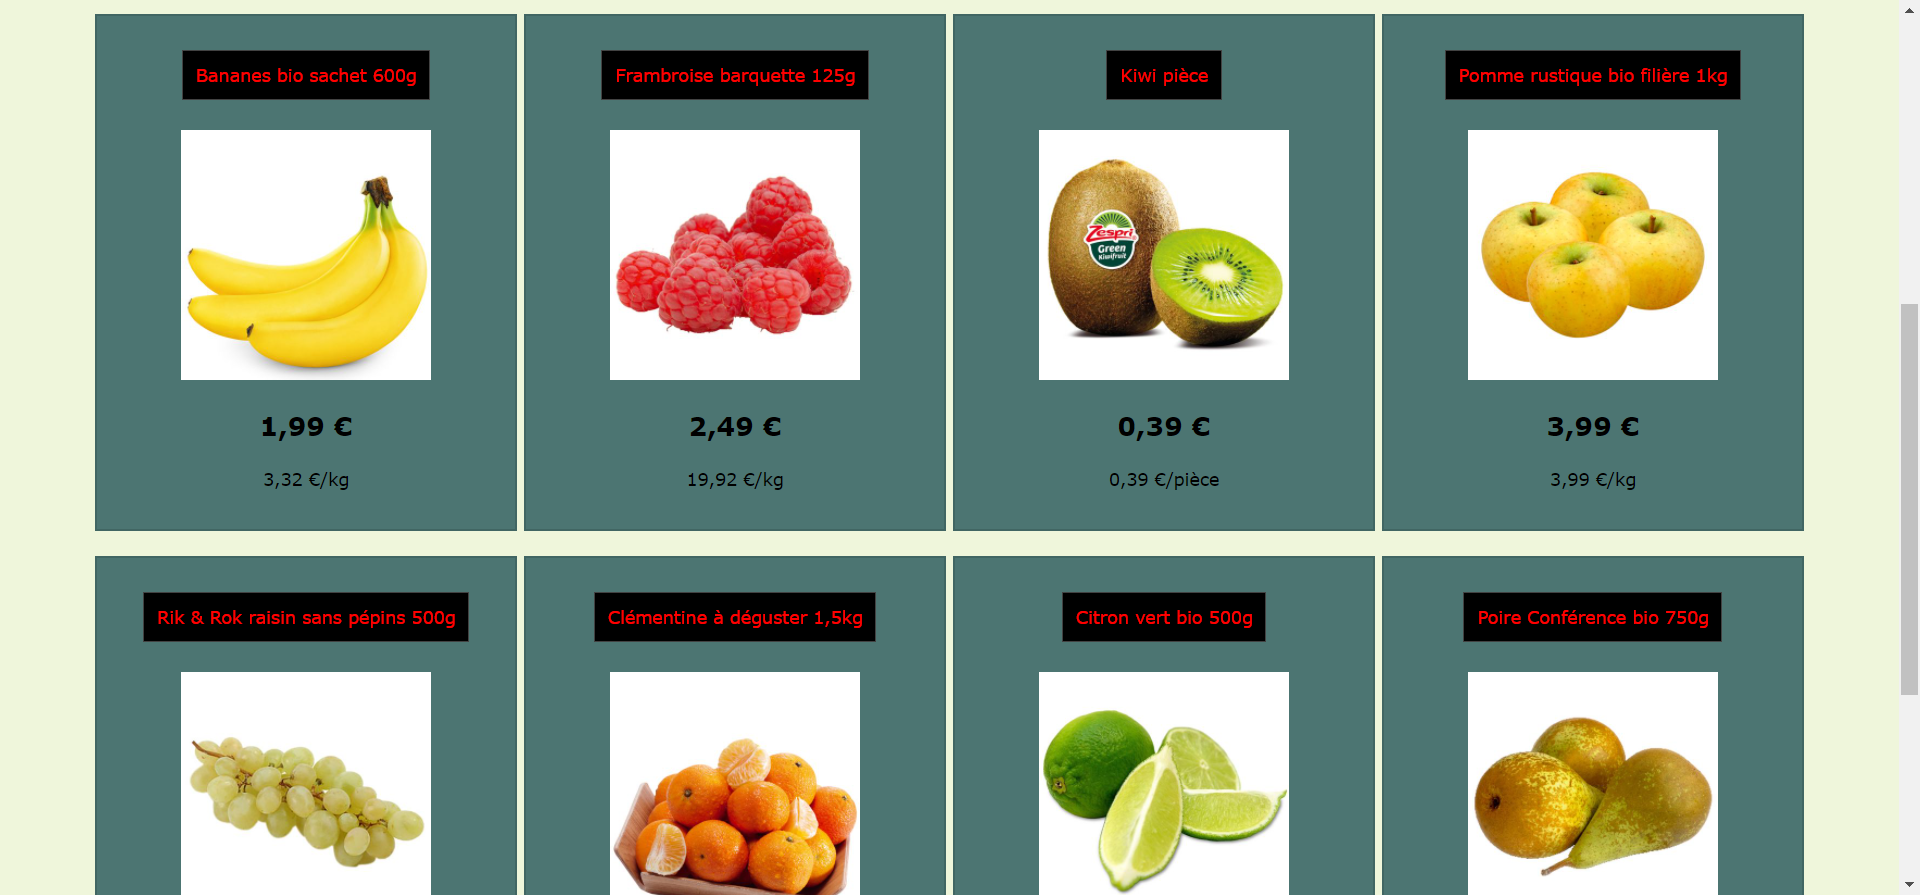 Bananes bio sachet 600g
Frambroise barquette 125g
Kiwi pièce
Pomme rustique bio filière 1kg
Zespri
Green
Kiwifruit
1,99 €
2,49 €
0,39 €
3,99 €
3,32 €/kg
19,92 €/kg
0,39 €/pièce
3,99 €/kg
Rik & Rok raisin sans pépins 500g
Clémentine à déguster 1,5kg
Citron vert bio 500g
Poire Conférence bio 750g